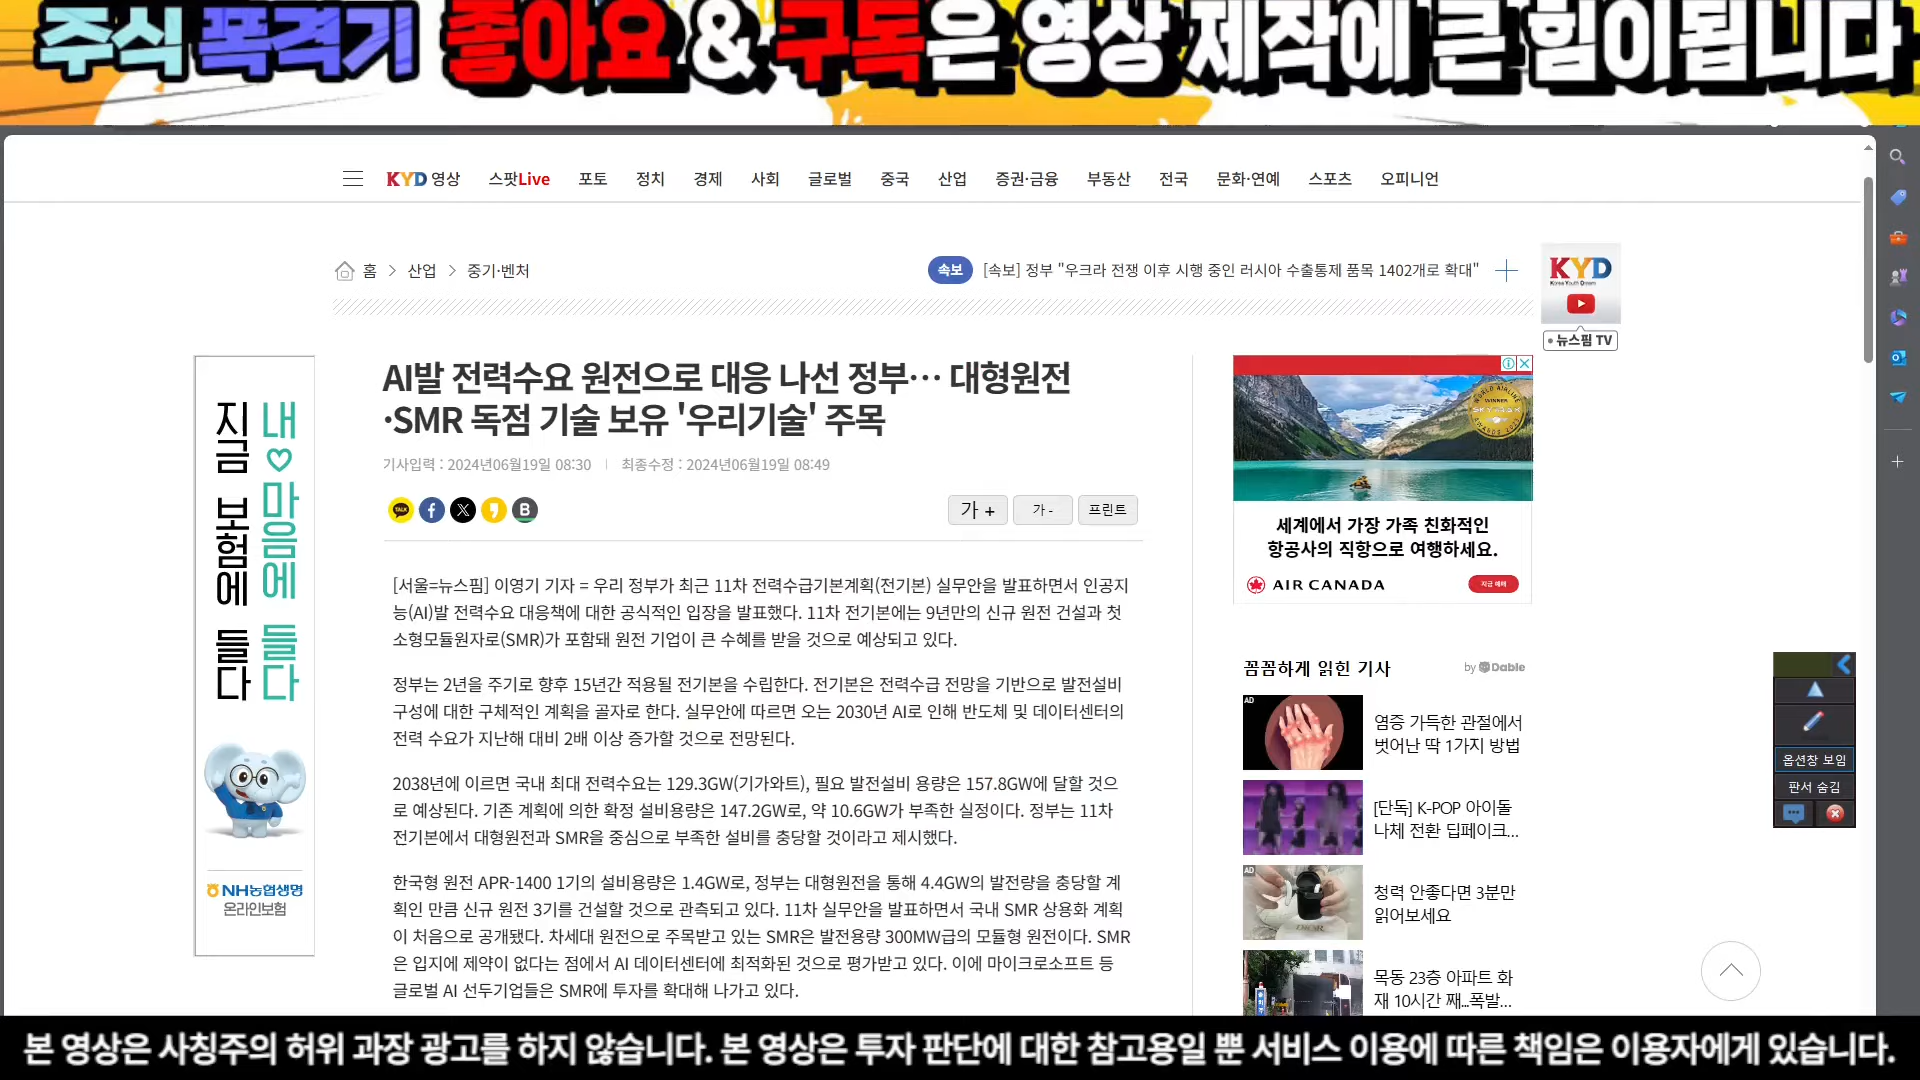 주식 폭격기 좋아요 & 구독은 영상 제작에 큰 힘이됩니다
KYD 영상 스팟Live 포토 정치 경제 사회 글로벌 중국 산업 증권·금융 부동산 전국 문화·연예 스포츠 오피니언
홈 > 산업 > 중기·벤처
속보 [속보] 정부 "우크라 전쟁 이후 시행 중인 러시아 수출통제 품목 1402개로 확대"
KYD
Korea Youth Dream
뉴스핌 TV
AI발 전력수요 원전으로 대응 나선 정부… 대형원전
·SMR 독점 기술 보유 '우리기술' 주목
기사입력 : 2024년06월19일 08:30 최종수정 : 2024년06월19일 08:49
TALK
B
가 + 가 - 프린트
[서울=뉴스핌] 이영기 기자 = 우리 정부가 최근 11차 전력수급기본계획(전기본) 실무안을 발표하면서 인공지
능(AI)발 전력수요 대응책에 대한 공식적인 입장을 발표했다. 11차 전기본에는 9년만의 신규 원전 건설과 첫
소형모듈원자로(SMR)가 포함돼 원전 기업이 큰 수혜를 받을 것으로 예상되고 있다.
정부는 2년을 주기로 향후 15년간 적용될 전기본을 수립한다. 전기본은 전력수급 전망을 기반으로 발전설비
구성에 대한 구체적인 계획을 골자로 한다. 실무안에 따르면 오는 2030년 AI로 인해 반도체 및 데이터센터의
전력 수요가 지난해 대비 2배 이상 증가할 것으로 전망된다.
2038년에 이르면 국내 최대 전력수요는 129.3GW(기가와트), 필요 발전설비 용량은 157.8GW에 달할 것으
로 예상된다. 기존 계획에 의한 확정 설비용량은 147.2GW로, 약 10.6GW가 부족한 실정이다. 정부는 11차
전기본에서 대형원전과 SMR을 중심으로 부족한 설비를 충당할 것이라고 제시했다.
한국형 원전 APR-1400 1기의 설비용량은 1.4GW로, 정부는 대형원전을 통해 4.4GW의 발전량을 충당할 계
획인 만큼 신규 원전 3기를 건설할 것으로 관측되고 있다. 11차 실무안을 발표하면서 국내 SMR 상용화 계획
이 처음으로 공개됐다. 차세대 원전으로 주목받고 있는 SMR은 발전용량 300MW급의 모듈형 원전이다. SMR
은 입지에 제약이 없다는 점에서 AI 데이터센터에 최적화된 것으로 평가받고 있다. 이에 마이크로소프트 등
글로벌 AI 선두기업들은 SMR에 투자를 확대해 나가고 있다.
내♡마음에 들다
지금 보험에 들다
NH농협생명
온라인보험
WORLD AIRLINE
WINNER
SKYTRAX
AWARDS
세계에서 가장 가족 친화적인
항공사의 직항으로 여행하세요.
AIR CANADA
지금 예매
꼼꼼하게 읽힌 기사
by Dable
AD
염증 가득한 관절에서
벗어난 딱 1가지 방법
[단독] K-POP 아이돌
나체 전환 딥페이크...
AD
청력 안좋다면 3분만
읽어보세요
목동 23층 아파트 화
재 10시간 째...폭발...
옵션창 보임
판서 숨김
본 영상은 사칭주의 허위 과장 광고를 하지 않습니다. 본 영상은 투자 판단에 대한 참고용일 뿐 서비스 이용에 따른 책임은 이용자에게 있습니다.